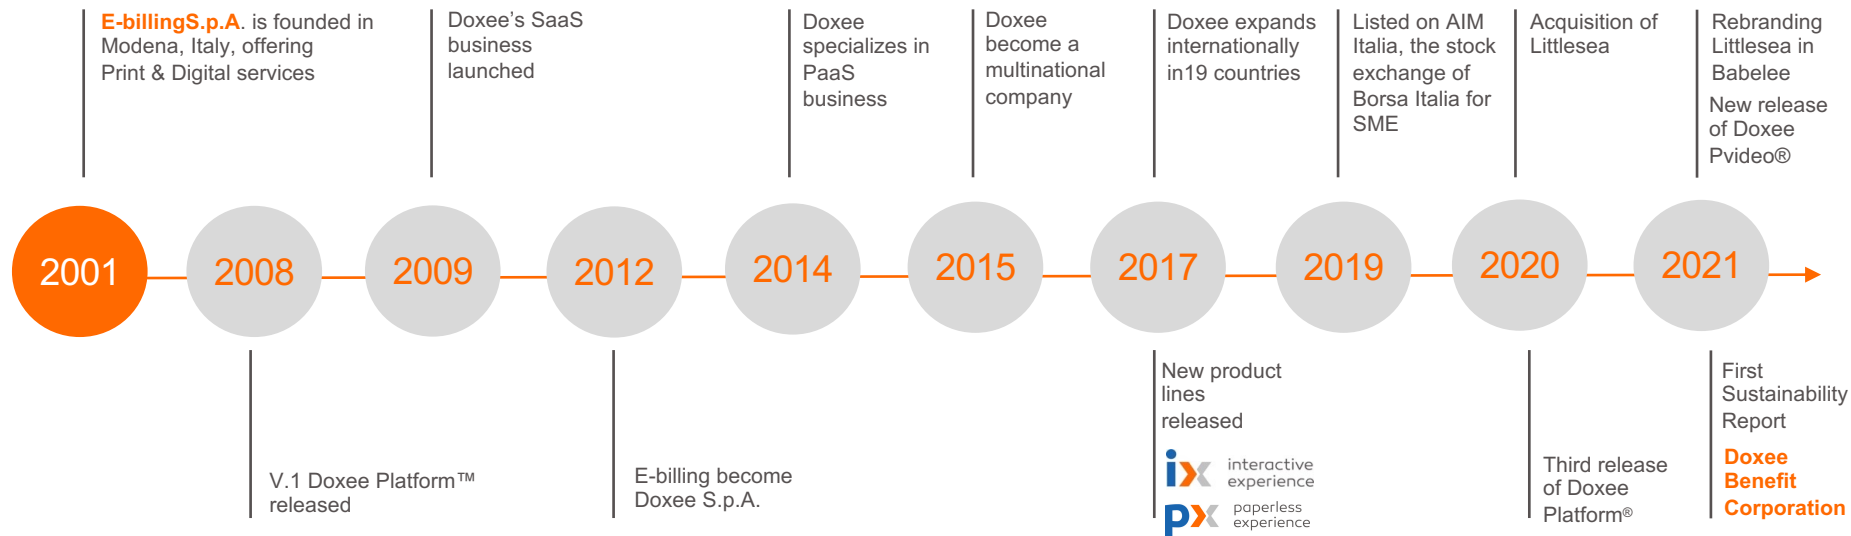 E-billingS.p.A. is founded in
Modena, Italy, offering
Print & Digital services
Doxee's SaaS
business
launched
Doxee
specializes in
PaaS
business
Doxee
become a
multinational
company
Doxee expands
internationally
in19 countries
Listed on AIM
Italia, the stock
exchange of
Borsa Italia for
SME
Acquisition of
Littlesea
Rebranding
Littlesea in
Babelee
New release
of Doxee
Pvideo®
2001
2008
2009
2012
2014
2015
2017
2019
2020
2021
V.1 Doxee Platform™
released
E-billing become
Doxee S.p.A.
New product
lines
released
ix interactive
experience
px paperless
experience
Third release
of Doxee
Platform®
First
Sustainability
Report
Doxee
Benefit
Corporation